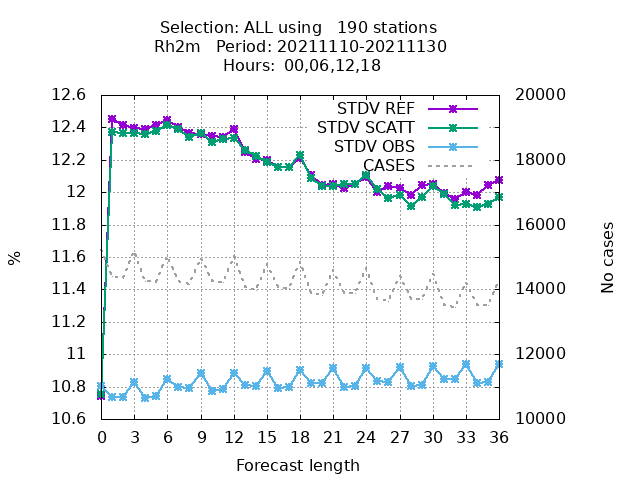 Selection: ALL using   190 stations
Rh2m   Period: 20211110-20211130
Hours:  00,06,12,18
12.6
12.4
12.2
12
11.8
11.6
11.4
11.2
11
10.8
10.6
%
STDV REF
STDV SCATT
STDV OBS
CASES
20000
18000
16000
14000
12000
10000
No cases
0 3 6 9 12 15 18 21 24 27 30 33 36
Forecast length